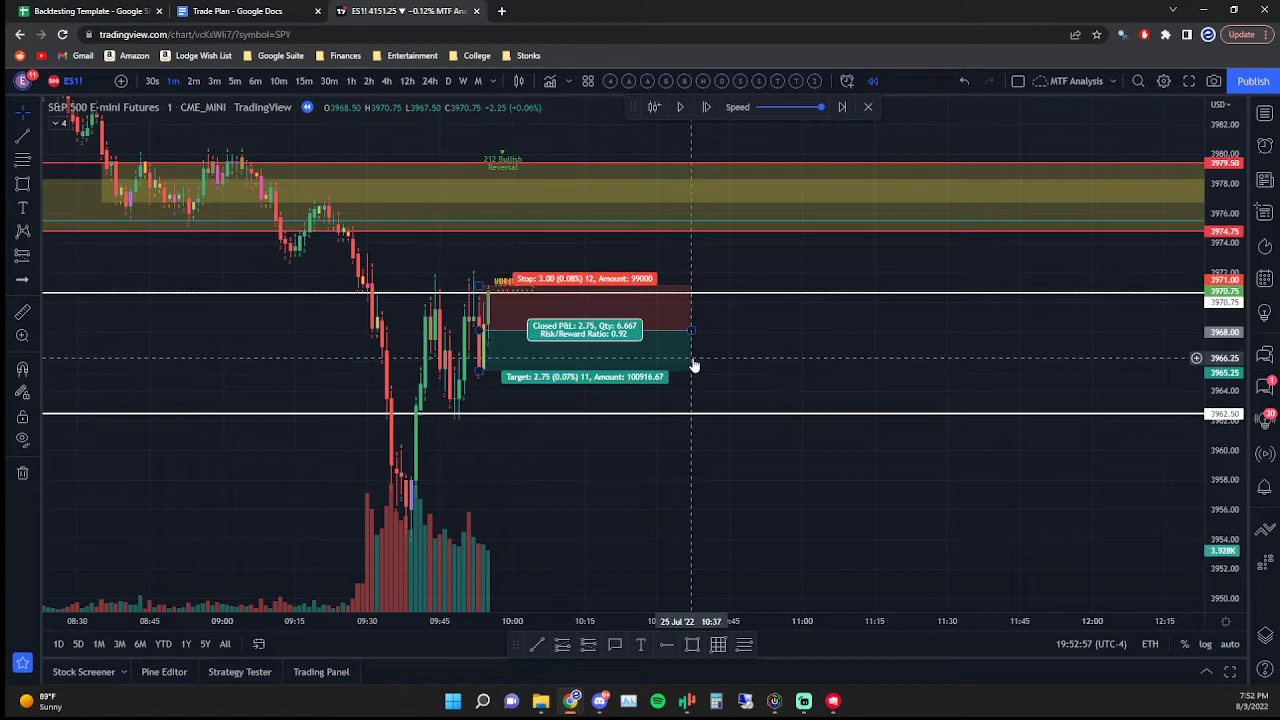 Backtesting Template - Google S
Trade Plan - Google Docs
ES1! 4151.25 ▼ −0.12% MTF Ana
tradingview.com/chart/vcKsWIi7/?symbol=SPY
Update
Gmail
Amazon
Lodge Wish List
Google Suite
Finances
Entertainment
College
Stonks
11
500
ES1!
30s
1m
2m
3m
5m
6m
10m
15m
30m
1h
2h
4h
12h
24h
D
W
M
MTF Analysis
Publish
S&P 500 E-mini Futures · 1 · CME_MINI · TradingView
O3968.50 H3970.75 L3967.50 C3970.75 +2.25 (+0.06%)
Speed
4
USD
3982.00
3980.00
3979.50
3978.00
3976.00
3974.75
3974.00
3972.00
3971.00
3970.75
3970.75
3968.00
3966.25
3965.25
3964.00
3962.50
3962.00
3960.00
3958.00
3956.00
3954.00
3.928K
3952.00
3950.00
212 Bullish
Reversal
Stop: 3.00 (0.08%) 12, Amount: 99000
Closed P&L: 2.75, Qty: 6.667
Risk/Reward Ratio: 0.92
Target: 2.75 (0.07%) 11, Amount: 100916.67
1
30
08:30
08:45
09:00
09:15
09:30
09:45
10:00
10:15
25 Jul '22 10:37
11:00
11:15
11:30
11:45
12:00
12:15
1D
5D
1M
3M
6M
YTD
1Y
5Y
All
19:52:57 (UTC-4)
ETH
%
log
auto
Stock Screener
Pine Editor
Strategy Tester
Trading Panel
89°F
Sunny
7:52 PM
8/3/2022